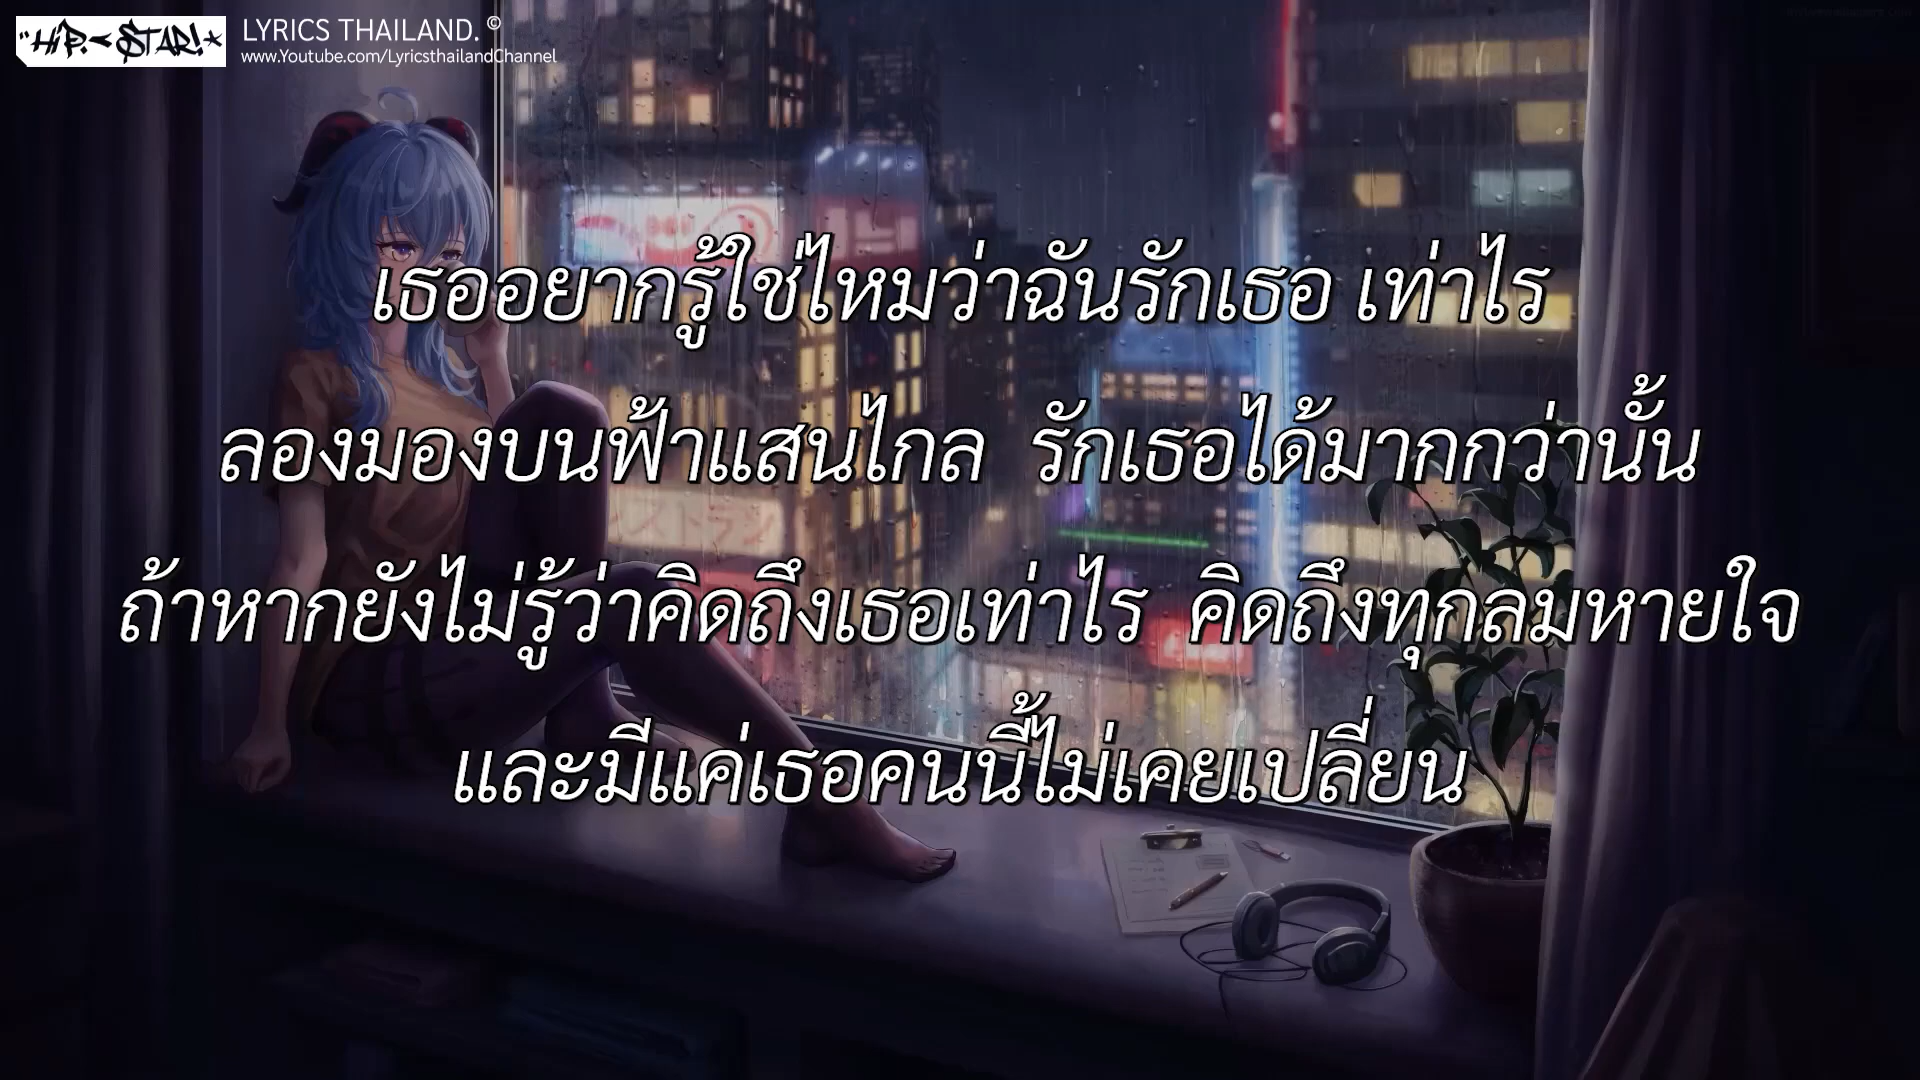 "HiP.<STAR!★
LYRICS THAILAND.©
www.Youtube.com/LyricsthailandChannel
เธออยากรู้ใช่ไหมว่าฉันรักเธอ เท่าไร
ลองมองบนฟ้าแสนไกล รักเธอได้มากกว่านั้น
ถ้าหากยังไม่รู้ว่าคิดถึงเธอเท่าไร คิดถึงทุกลมหายใจ
และมีแค่เธอคนนี้ไม่เคยเปลี่ยน